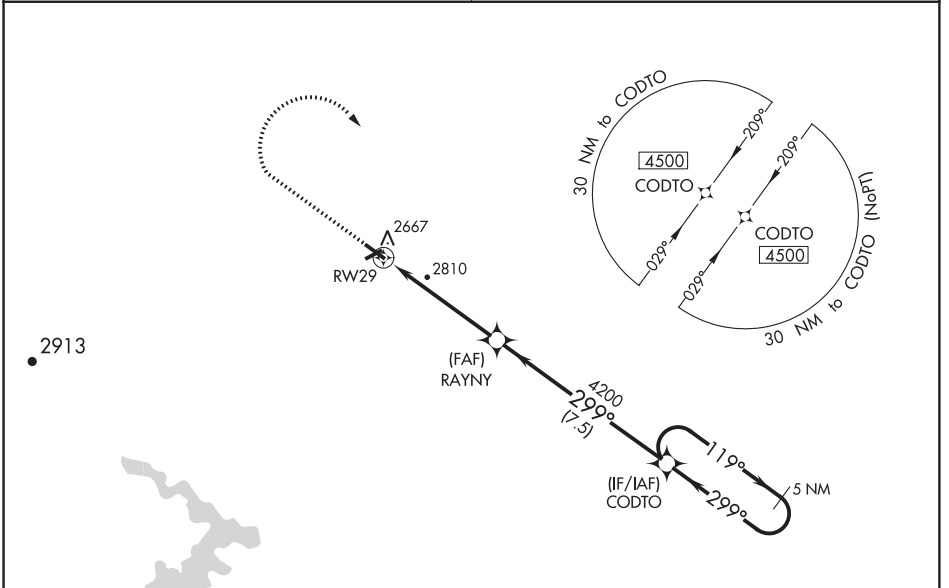 30 NM to CODTO
4500
CODTO
209°
029°
209°
029°
CODTO
4500
30 NM to CODTO (NoPT)
2667
RW29
2810
2913
(FAF)
RAYNY
4200
299°
(7.5)
(IF/IAF)
CODTO
119°
299°
5 NM